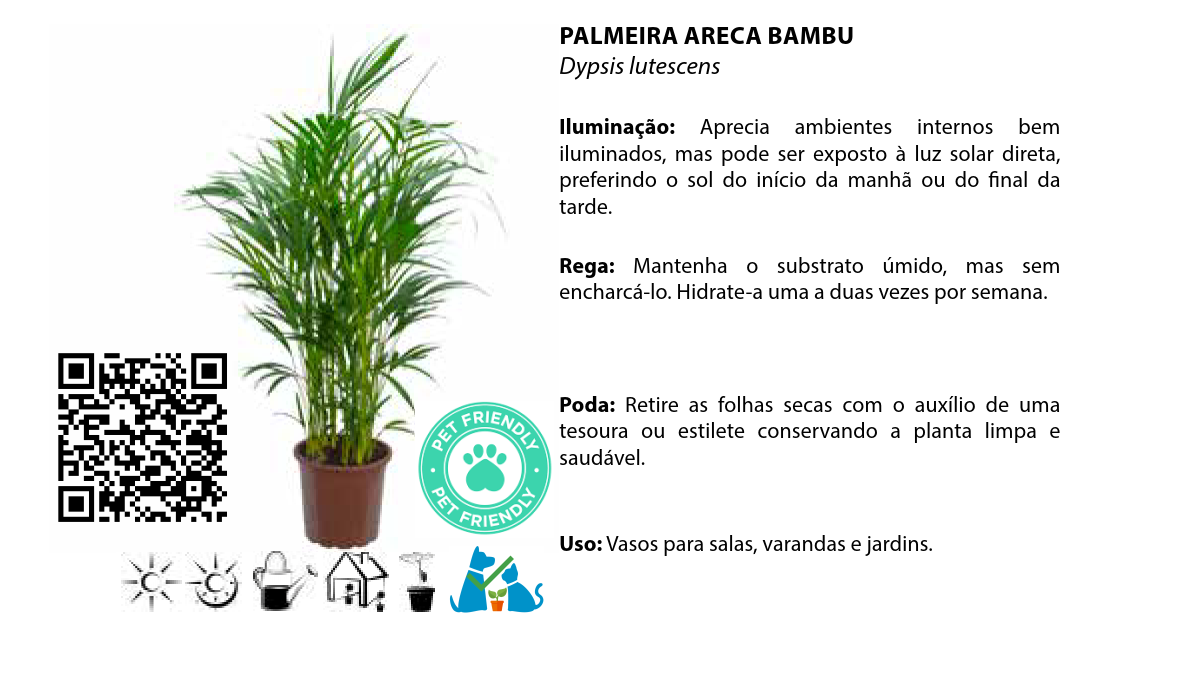 PALMEIRA ARECA BAMBU
Dypsis lutescens
Iluminação: Aprecia ambientes internos bem
iluminados, mas pode ser exposto à luz solar direta,
preferindo o sol do início da manhã ou do final da
tarde.
Rega: Mantenha o substrato úmido, mas sem
encharcá-lo. Hidrate-a uma a duas vezes por semana.
Poda: Retire as folhas secas com o auxílio de uma
tesoura ou estilete conservando a planta limpa e
saudável.
Uso: Vasos para salas, varandas e jardins.
PET FRIENDLY
PET FRIENDLY